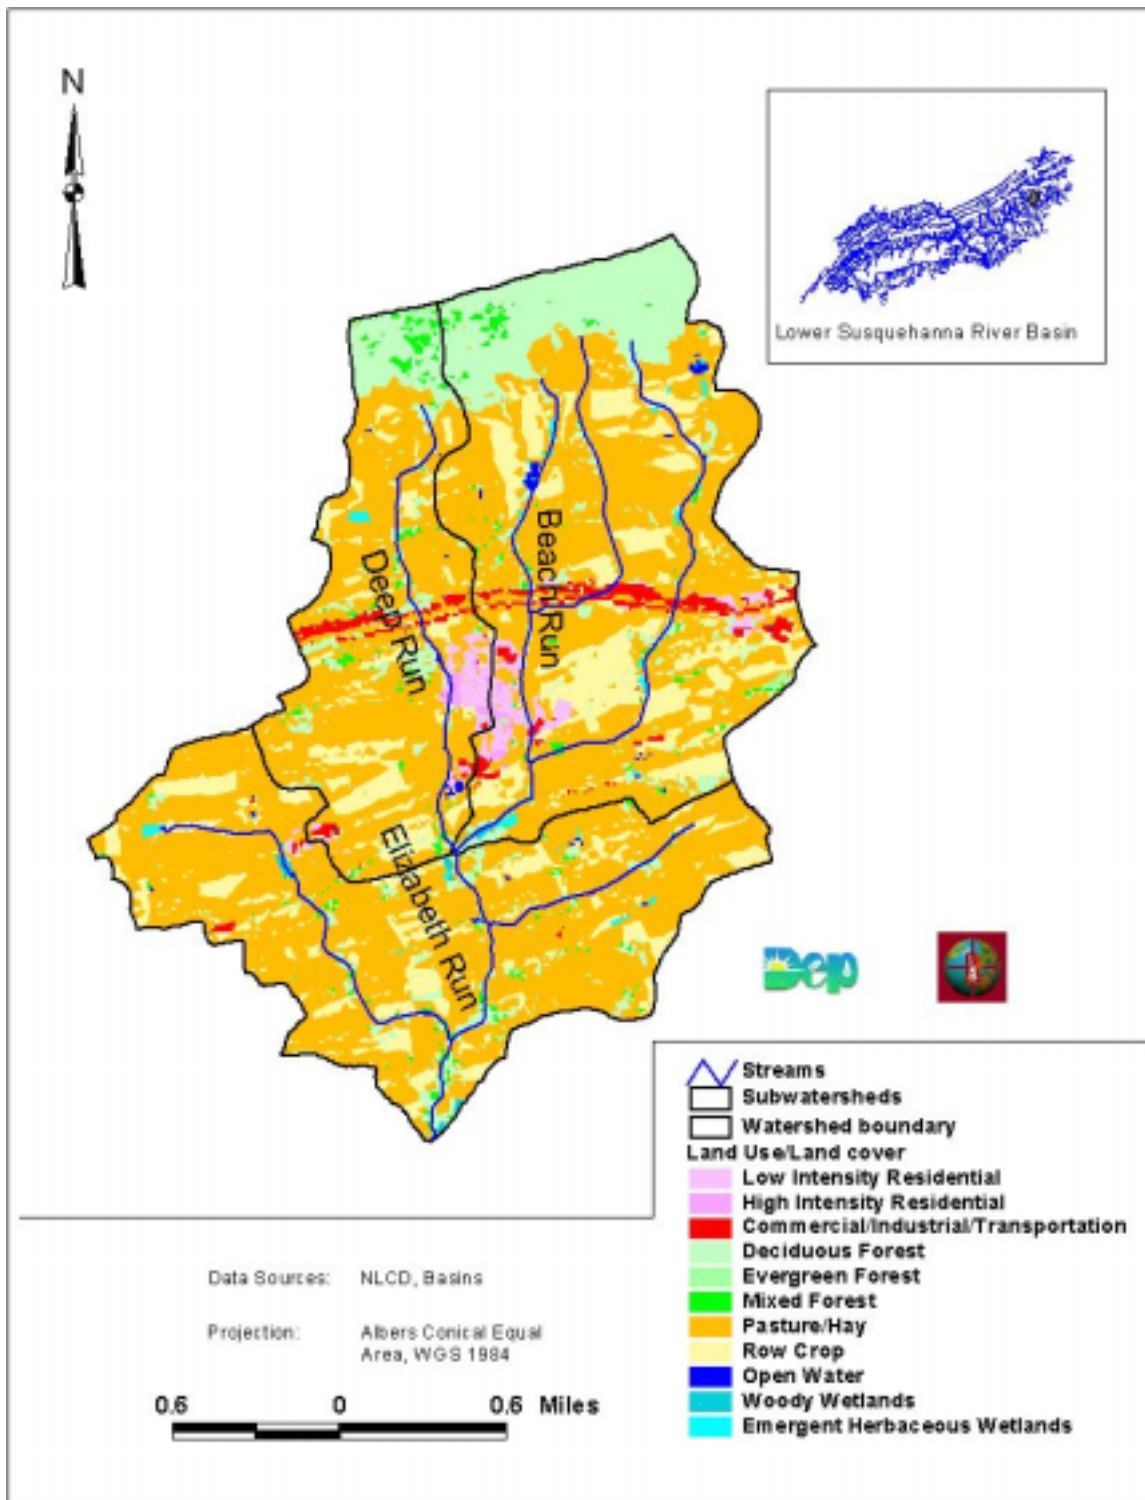 N
Lower Susquehanna River Basin
Beach Run
Deep Run
Elizabeth Run
Dep
Streams
Subwatersheds
Watershed boundary
Land Use/Land cover
Low Intensity Residential
High Intensity Residential
Commercial/Industrial/Transportation
Deciduous Forest
Evergreen Forest
Mixed Forest
Pasture/Hay
Row Crop
Open Water
Woody Wetlands
Emergent Herbaceous Wetlands
Data Sources: NLCD, Basins
Projection: Albers Conical Equal
Area, WGS 1984
0.6 0 0.6 Miles